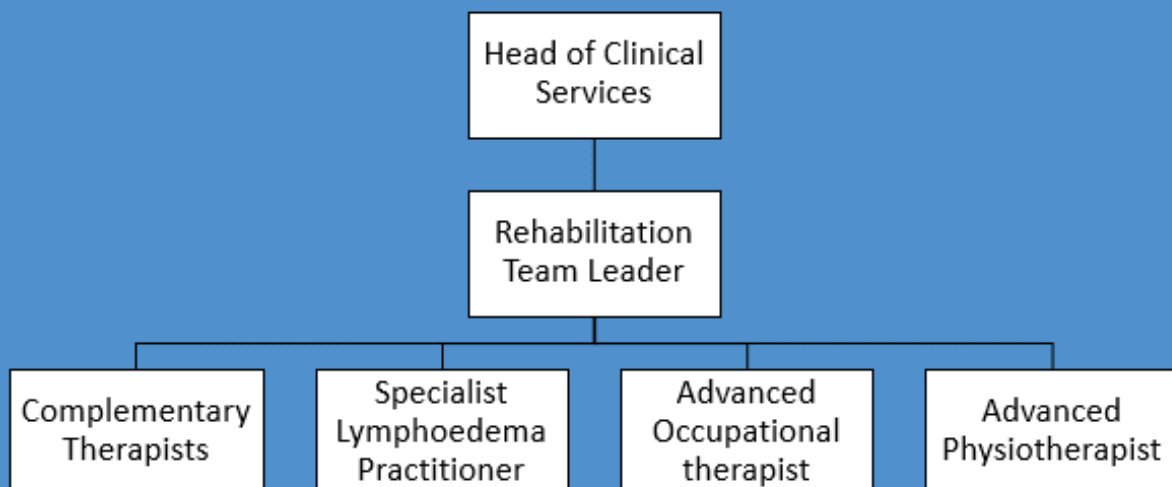 Head of Clinical
Services
Rehabilitation
Team Leader
Complementary
Therapists
Specialist
Lymphoedema
Practitioner
Advanced
Occupational
therapist
Advanced
Physiotherapist